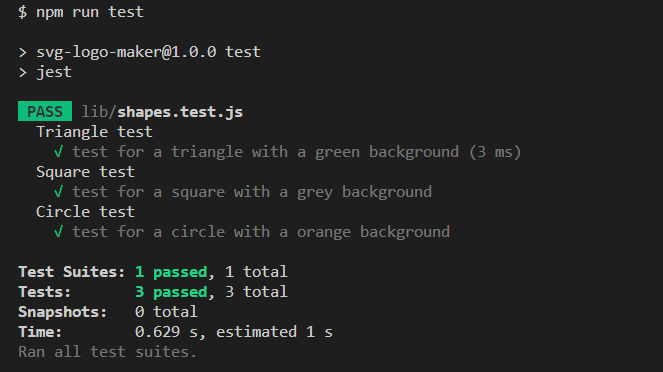 $ npm run test
> svg-logo-maker@1.0.0 test
> jest
PASS lib/shapes.test.js
Triangle test
√ test for a triangle with a green background (3 ms)
Square test
√ test for a square with a grey background
Circle test
√ test for a circle with a orange background
Test Suites: 1 passed, 1 total
Tests: 3 passed, 3 total
Snapshots: 0 total
Time: 0.629 s, estimated 1 s
Ran all test suites.